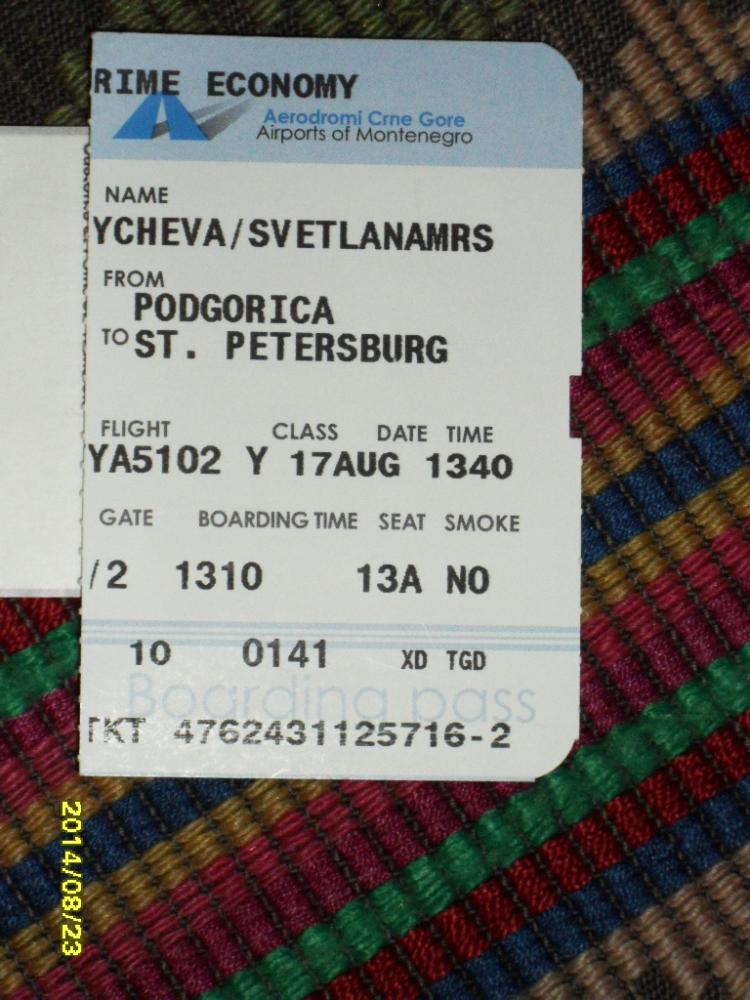 RIME ECONOMY
Aerodromi Crne Gore
Airports of Montenegro
NAME
YCHEVA/SVETLANAMRS
FROM
PODGORICA
TO ST. PETERSBURG
FLIGHT CLASS DATE TIME
YA5102 Y 17AUG 1340
GATE BOARDING TIME SEAT SMOKE
/2 1310 13A NO
10 0141 XD TGD
Boarding pass
TKT 4762431125716-2
2014/08/23